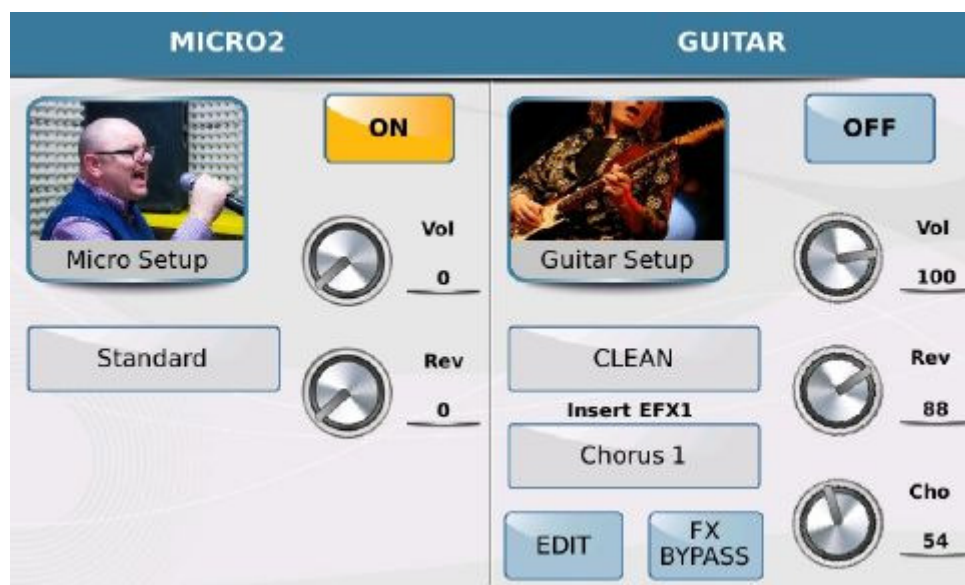 MICRO2
ON
Micro Setup
Vol
0
Standard
Rev
0
GUITAR
OFF
Guitar Setup
Vol
100
CLEAN
Rev
88
Insert EFX1
Chorus 1
Cho
54
EDIT
FX
BYPASS